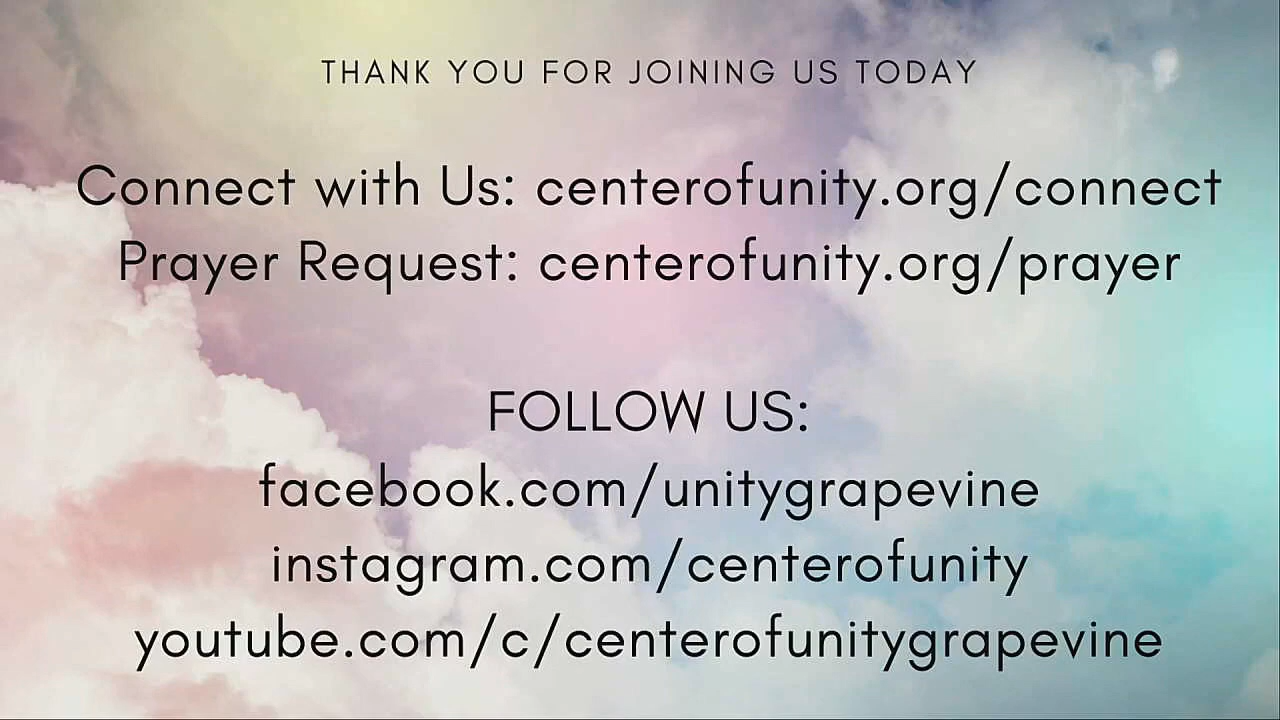 THANK YOU FOR JOINING US TODAY
Connect with Us: centerofunity.org/connect
Prayer Request: centerofunity.org/prayer
FOLLOW US:
facebook.com/unitygrapevine
instagram.com/centerofunity
youtube.com/c/centerofunitygrapevine